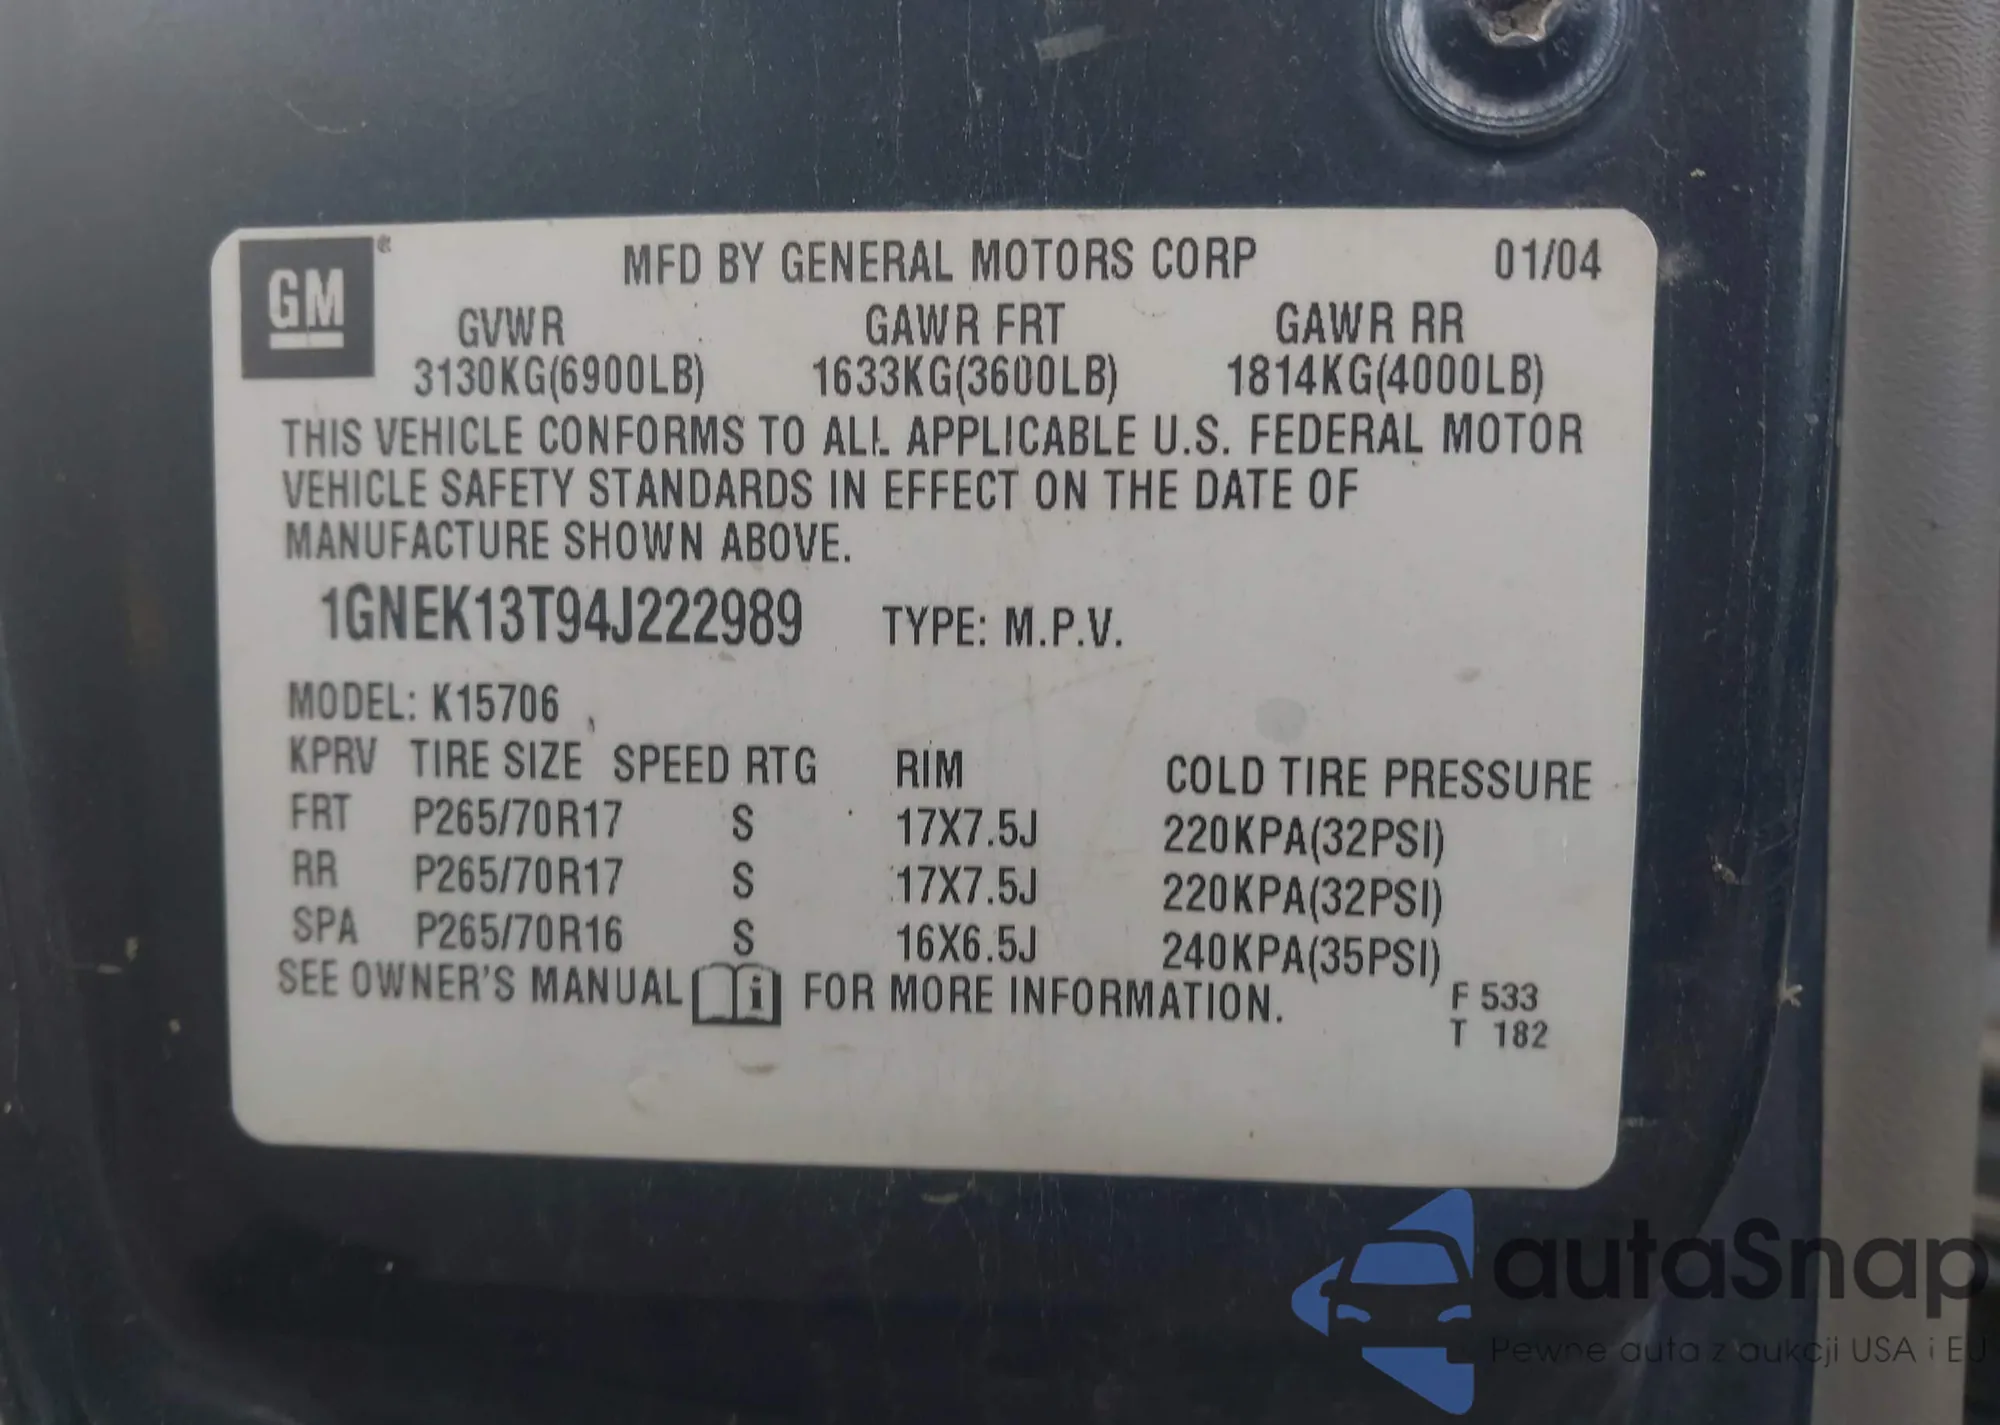 GM ®
MFD BY GENERAL MOTORS CORP 01/04
GVWR GAWR FRT GAWR RR
3130KG(6900LB) 1633KG(3600LB) 1814KG(4000LB)
THIS VEHICLE CONFORMS TO ALL APPLICABLE U.S. FEDERAL MOTOR
VEHICLE SAFETY STANDARDS IN EFFECT ON THE DATE OF
MANUFACTURE SHOWN ABOVE.
1GNEK13T94J222989 TYPE: M.P.V.
MODEL: K15706
KPRV TIRE SIZE SPEED RTG RIM COLD TIRE PRESSURE
FRT P265/70R17 S 17X7.5J 220KPA(32PSI)
RR P265/70R17 S 17X7.5J 220KPA(32PSI)
SPA P265/70R16 S 16X6.5J 240KPA(35PSI)
SEE OWNER'S MANUAL i FOR MORE INFORMATION.
F 533
T 182
autaSnap
Pewne auta z aukcji USA i EU